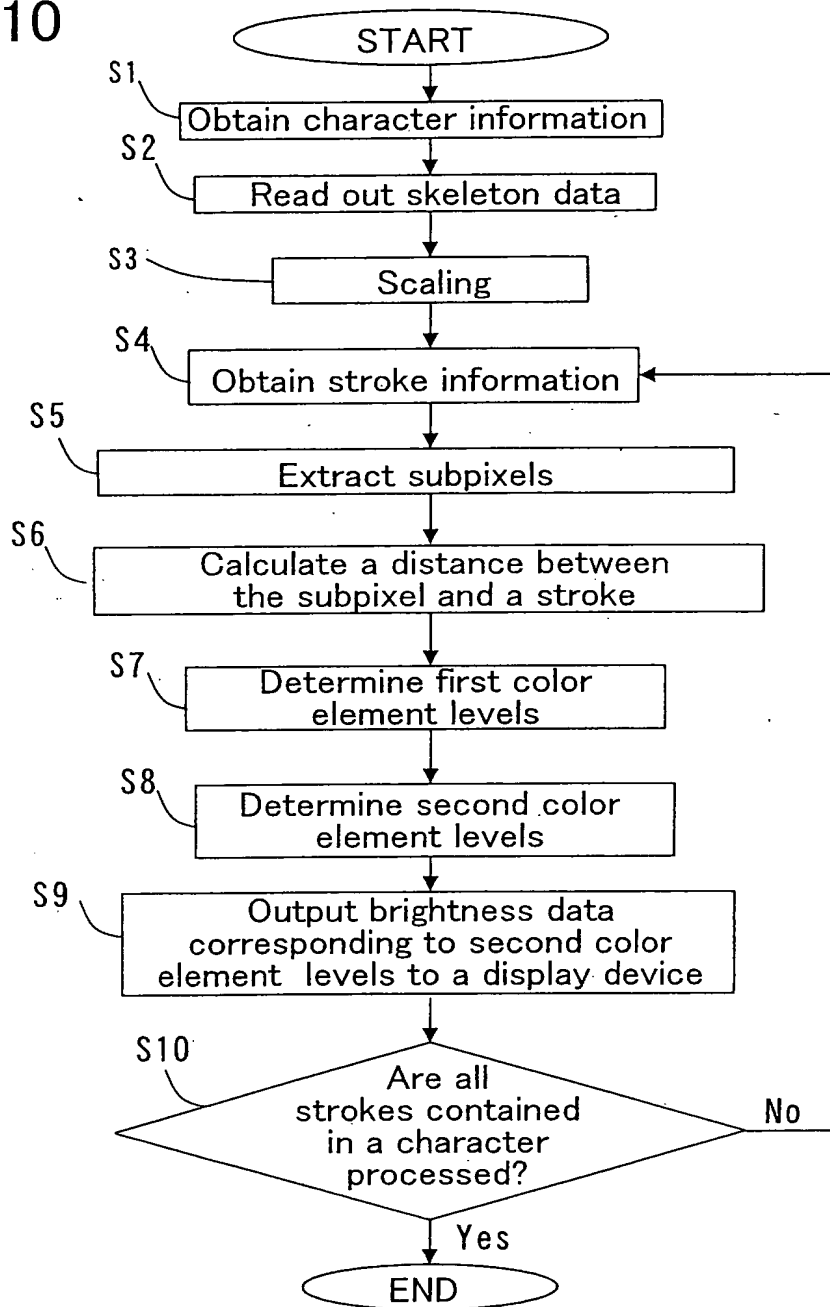 10
START
S1
Obtain character information
S2
Read out skeleton data
S3
Scaling
S4
Obtain stroke information
S5
Extract subpixels
S6
Calculate a distance between
the subpixel and a stroke
S7
Determine first color
element levels
S8
Determine second color
element levels
S9
Output brightness data
corresponding to second color
element levels to a display device
S10
Are all
strokes contained
in a character
processed?
No
Yes
END